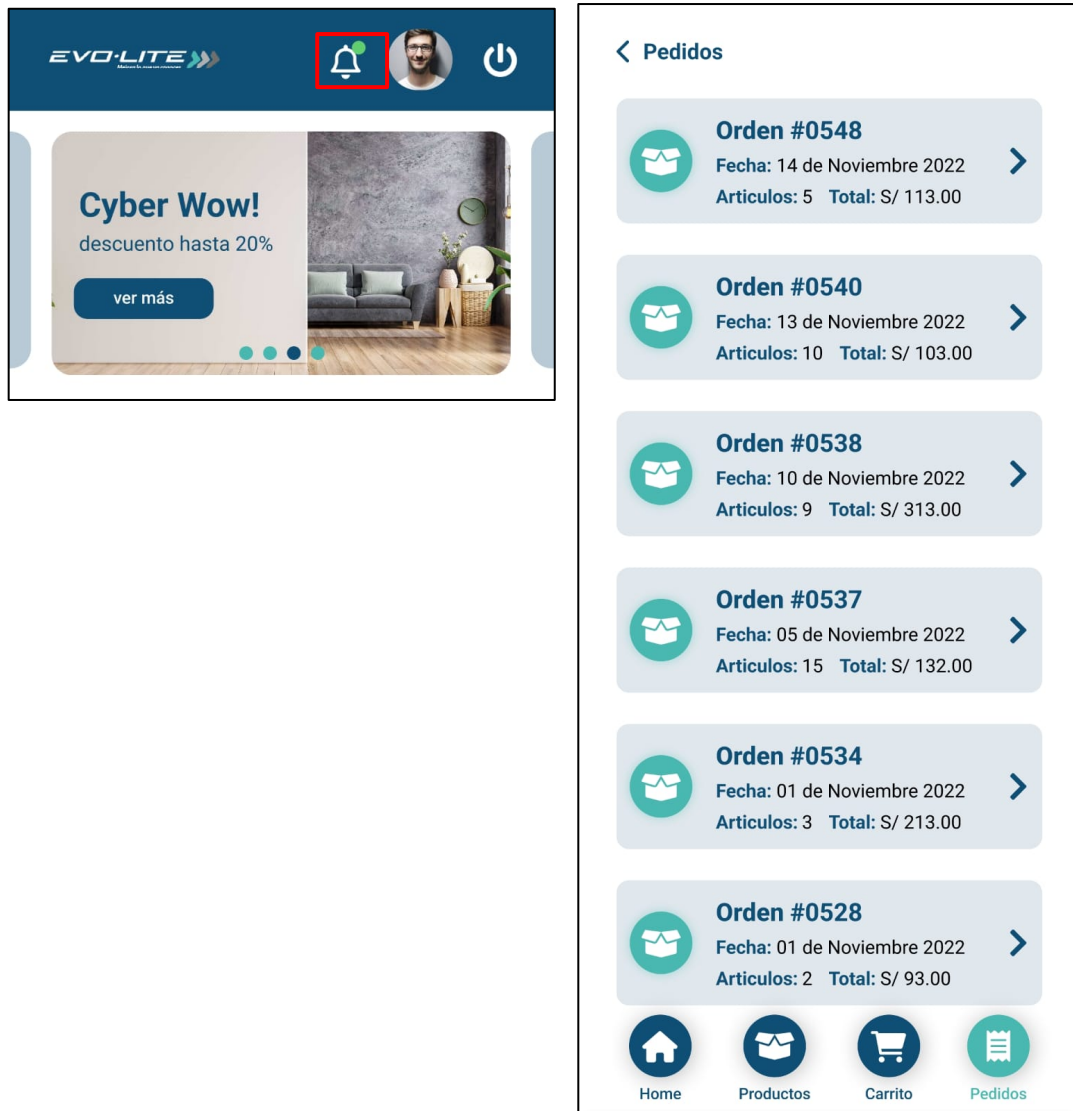 EVO·LITE
Cyber Wow!
descuento hasta 20%
ver más
Pedidos
Orden #0548
Fecha: 14 de Noviembre 2022
Articulos: 5 Total: S/ 113.00
Orden #0540
Fecha: 13 de Noviembre 2022
Articulos: 10 Total: S/ 103.00
Orden #0538
Fecha: 10 de Noviembre 2022
Articulos: 9 Total: S/ 313.00
Orden #0537
Fecha: 05 de Noviembre 2022
Articulos: 15 Total: S/ 132.00
Orden #0534
Fecha: 01 de Noviembre 2022
Articulos: 3 Total: S/ 213.00
Orden #0528
Fecha: 01 de Noviembre 2022
Articulos: 2 Total: S/ 93.00
Home Productos Carrito Pedidos